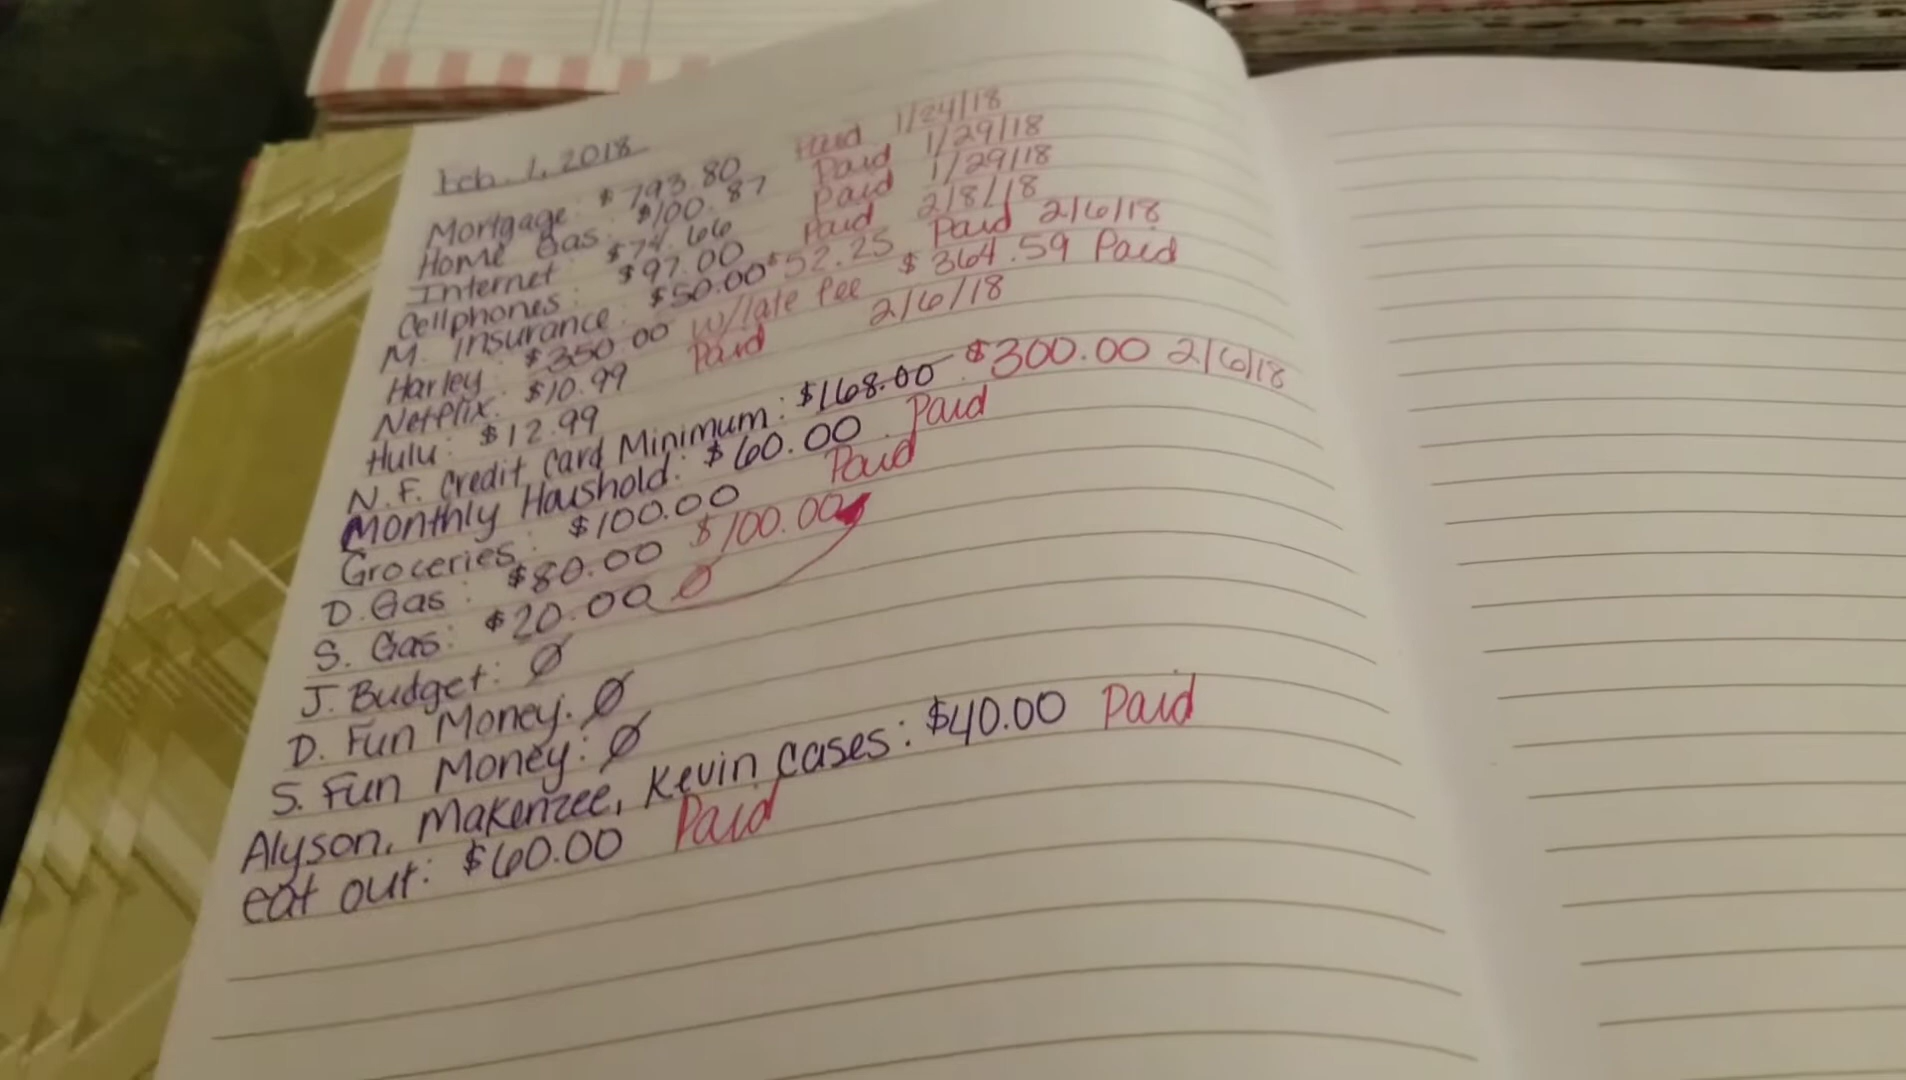 Feb. 1, 2018
Mortgage: $793.80 Paid 1/24/18
Home Gas: $100.87 Paid 1/29/18
Internet: $74.66 Paid 1/29/18
Cellphones: $97.00 Paid 2/8/18
M. Insurance: $50.00 $52.25 Paid 2/6/18
Harley: $350.00 w/late fee $364.59 Paid
Netflix: $10.99 Paid 2/6/18
Hulu: $12.99
N.F. Credit Card Minimum: $168.00 $300.00 2/6/18
Monthly Haushold: $60.00 Paid
Groceries: $100.00 Paid
D. Gas: $80.00 $100.00
S. Gas: $20.00 0
J. Budget: Ø
D. Fun Money: Ø
S. Fun Money: Ø
Alyson, Makenzee, Kevin cases: $40.00 Paid
eat out: $60.00 Paid